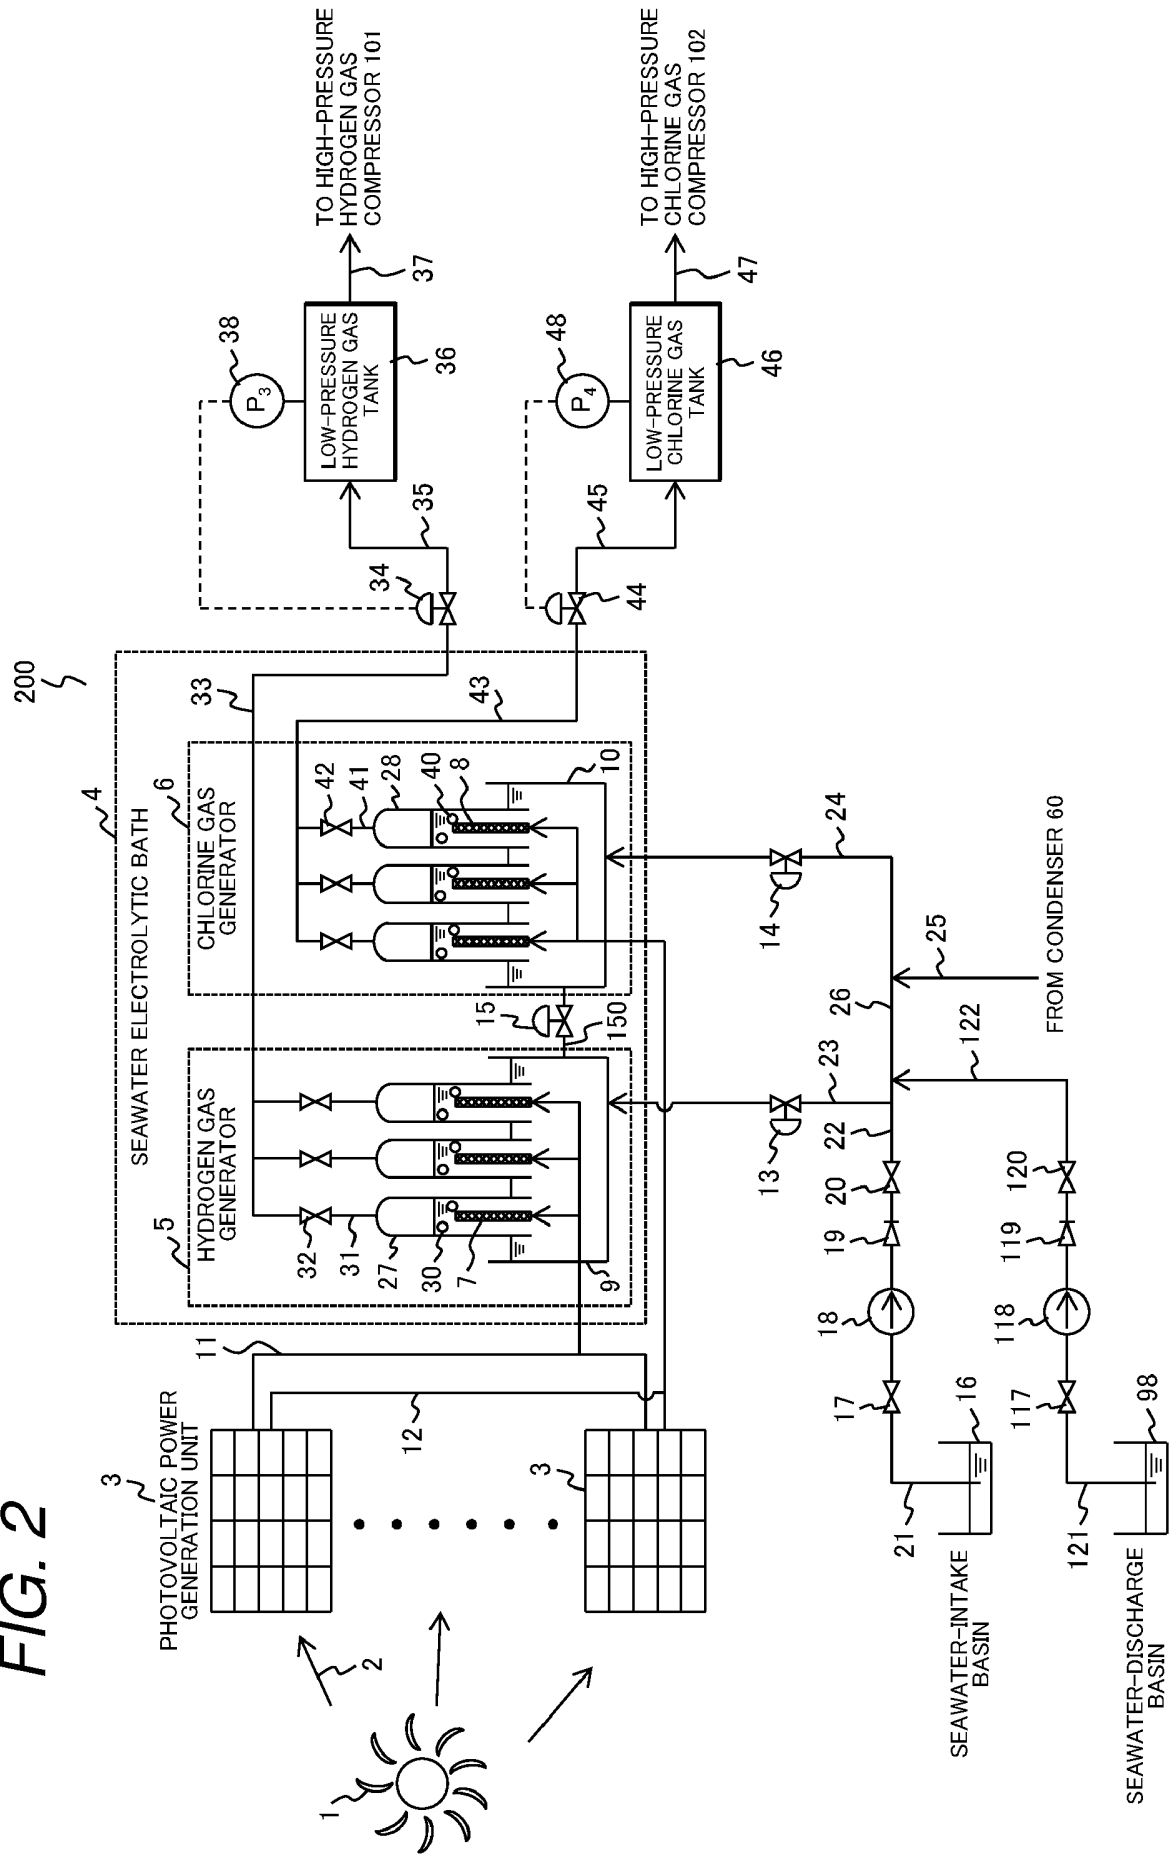 FIG. 2
200
3
PHOTOVOLTAIC POWER
GENERATION UNIT
11
12
3
1
2
4
SEAWATER ELECTROLYTIC BATH
5
HYDROGEN GAS
GENERATOR
32
31
27
30
7
9
15
150
6
CHLORINE GAS
GENERATOR
42
41
28
40
8
10
33
43
34
35
38
P3
LOW-PRESSURE
HYDROGEN GAS
TANK
36
37
TO HIGH-PRESSURE
HYDROGEN GAS
COMPRESSOR 101
44
45
48
P4
LOW-PRESSURE
CHLORINE GAS
TANK
46
47
TO HIGH-PRESSURE
CHLORINE GAS
COMPRESSOR 102
13
14
23
24
16
17
18
19
20
21
22
26
25
FROM CONDENSER 60
SEAWATER-INTAKE
BASIN
98
117
118
119
120
121
122
SEAWATER-DISCHARGE
BASIN